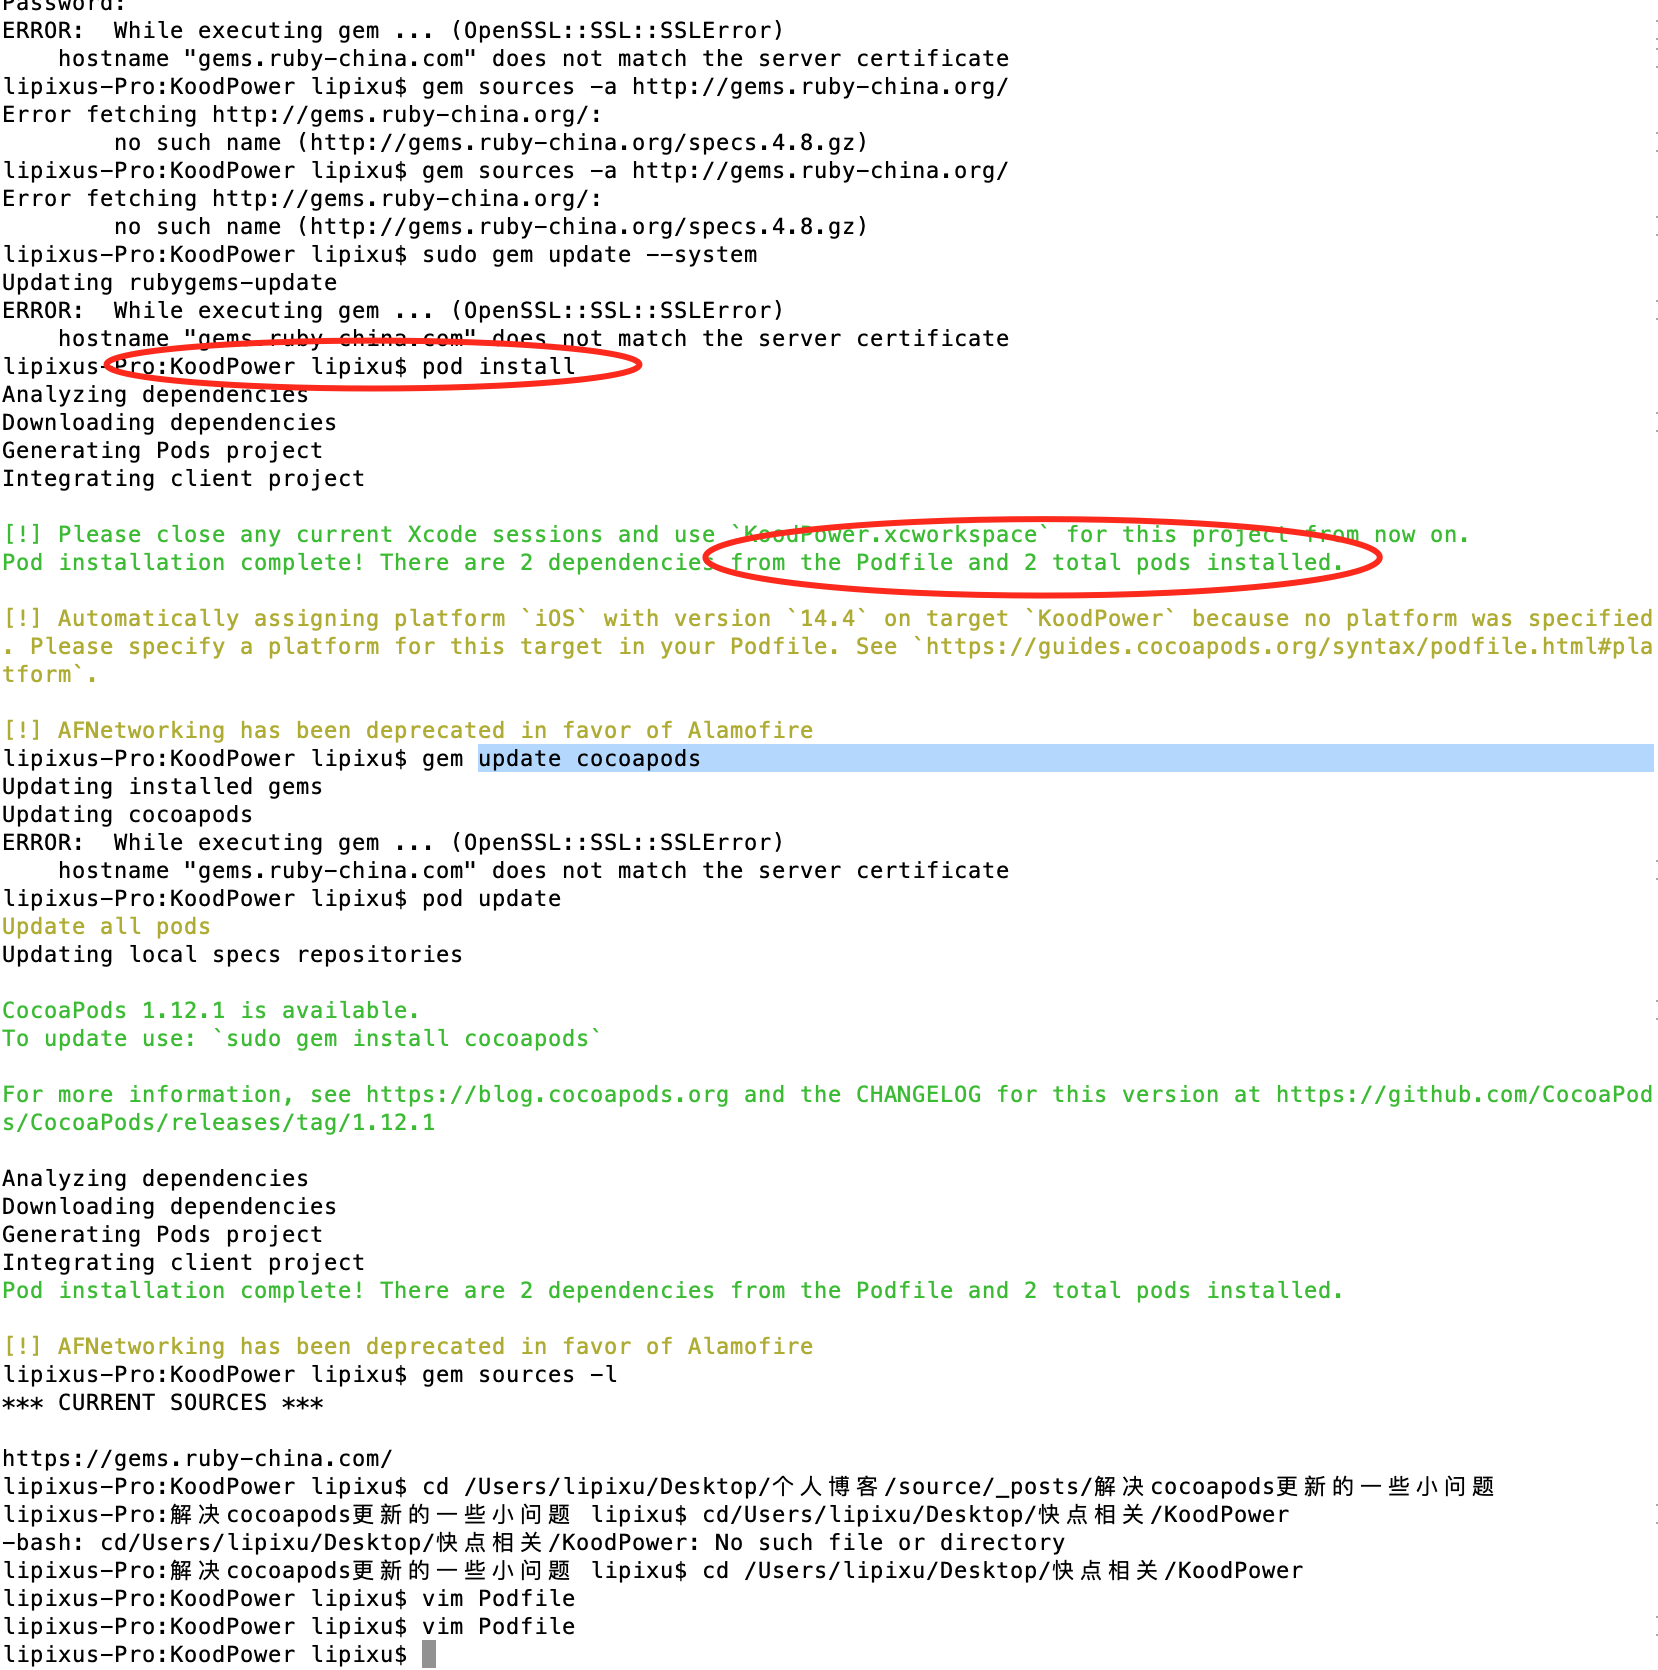 Password:
ERROR:  While executing gem ... (OpenSSL::SSL::SSLError)
    hostname "gems.ruby-china.com" does not match the server certificate
lipixus-Pro:KoodPower lipixu$ gem sources -a http://gems.ruby-china.org/
Error fetching http://gems.ruby-china.org/:
        no such name (http://gems.ruby-china.org/specs.4.8.gz)
lipixus-Pro:KoodPower lipixu$ gem sources -a http://gems.ruby-china.org/
Error fetching http://gems.ruby-china.org/:
        no such name (http://gems.ruby-china.org/specs.4.8.gz)
lipixus-Pro:KoodPower lipixu$ sudo gem update --system
Updating rubygems-update
ERROR:  While executing gem ... (OpenSSL::SSL::SSLError)
    hostname "gems.ruby-china.com" does not match the server certificate
lipixus-Pro:KoodPower lipixu$ pod install
Analyzing dependencies
Downloading dependencies
Generating Pods project
Integrating client project
[!] Please close any current Xcode sessions and use `KoodPower.xcworkspace` for this project from now on.
Pod installation complete! There are 2 dependencies from the Podfile and 2 total pods installed.
[!] Automatically assigning platform `iOS` with version `14.4` on target `KoodPower` because no platform was specified
. Please specify a platform for this target in your Podfile. See `https://guides.cocoapods.org/syntax/podfile.html#pla
tform`.
[!] AFNetworking has been deprecated in favor of Alamofire
lipixus-Pro:KoodPower lipixu$ gem update cocoapods
Updating installed gems
Updating cocoapods
ERROR:  While executing gem ... (OpenSSL::SSL::SSLError)
    hostname "gems.ruby-china.com" does not match the server certificate
lipixus-Pro:KoodPower lipixu$ pod update
Update all pods
Updating local specs repositories
CocoaPods 1.12.1 is available.
To update use: `sudo gem install cocoapods`
For more information, see https://blog.cocoapods.org and the CHANGELOG for this version at https://github.com/CocoaPod
s/CocoaPods/releases/tag/1.12.1
Analyzing dependencies
Downloading dependencies
Generating Pods project
Integrating client project
Pod installation complete! There are 2 dependencies from the Podfile and 2 total pods installed.
[!] AFNetworking has been deprecated in favor of Alamofire
lipixus-Pro:KoodPower lipixu$ gem sources -l
*** CURRENT SOURCES ***
https://gems.ruby-china.com/
lipixus-Pro:KoodPower lipixu$ cd /Users/lipixu/Desktop/个人博客/source/_posts/解决cocoapods更新的一些小问题
lipixus-Pro:解决cocoapods更新的一些小问题 lipixu$ cd/Users/lipixu/Desktop/快点相关/KoodPower
-bash: cd/Users/lipixu/Desktop/快点相关/KoodPower: No such file or directory
lipixus-Pro:解决cocoapods更新的一些小问题 lipixu$ cd /Users/lipixu/Desktop/快点相关/KoodPower
lipixus-Pro:KoodPower lipixu$ vim Podfile
lipixus-Pro:KoodPower lipixu$ vim Podfile
lipixus-Pro:KoodPower lipixu$